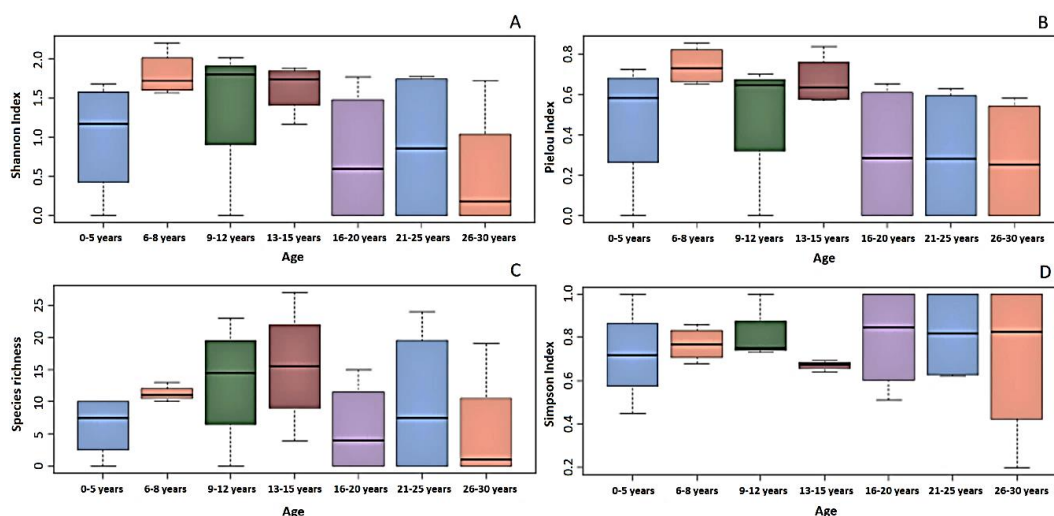 A
Shannon Index
2.0
1.5
1.0
0.5
0.0
0-5 years 6-8 years 9-12 years 13-15 years 16-20 years 21-25 years 26-30 years
Age
B
Pielou Index
0.8
0.6
0.4
0.2
0.0
0-5 years 6-8 years 9-12 years 13-15 years 16-20 years 21-25 years 26-30 years
Age
C
Species richness
25
20
15
10
5
0
0-5 years 6-8 years 9-12 years 13-15 years 16-20 years 21-25 years 26-30 years
Age
D
Simpson Index
1.0
0.8
0.6
0.4
0.2
0-5 years 6-8 years 9-12 years 13-15 years 16-20 years 21-25 years 26-30 years
Age